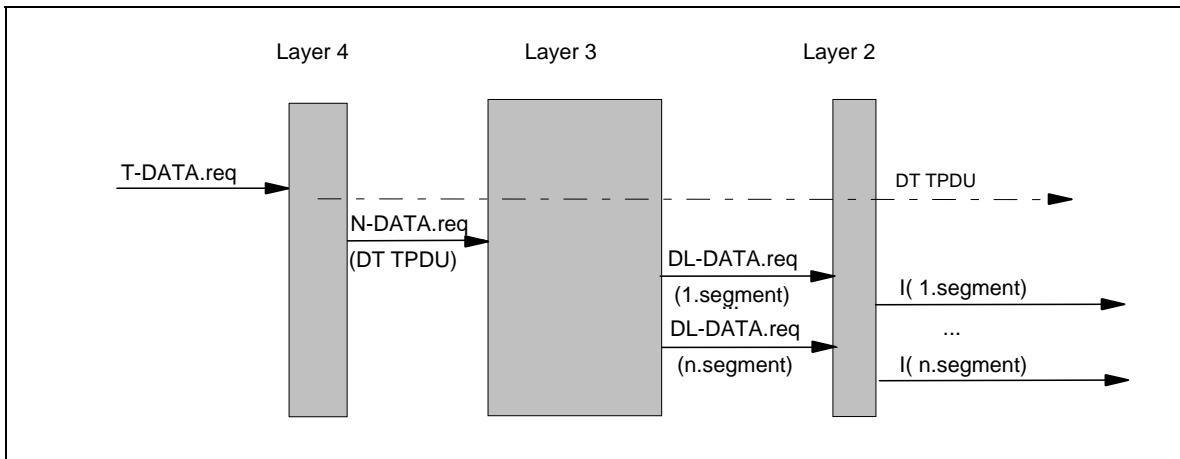 Layer 4
Layer 3
Layer 2
T-DATA.req
DT TPDU
N-DATA.req
(DT TPDU)
DL-DATA.req
(1.segment)
...
DL-DATA.req
(n.segment)
I( 1.segment)
...
I( n.segment)